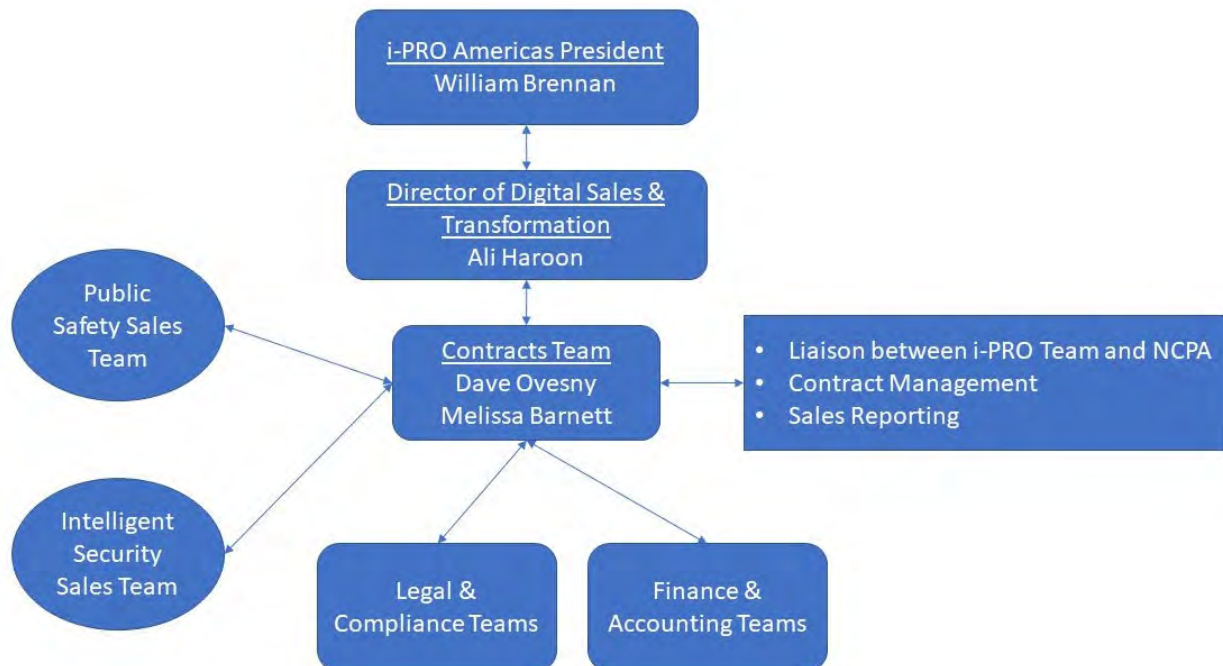 i-PRO Americas President
William Brennan
Director of Digital Sales &
Transformation
Ali Haroon
Public
Safety Sales
Team
Contracts Team
Dave Ovesny
Melissa Barnett
• Liaison between i-PRO Team and NCPA
• Contract Management
• Sales Reporting
Intelligent
Security
Sales Team
Legal &
Compliance Teams
Finance &
Accounting Teams